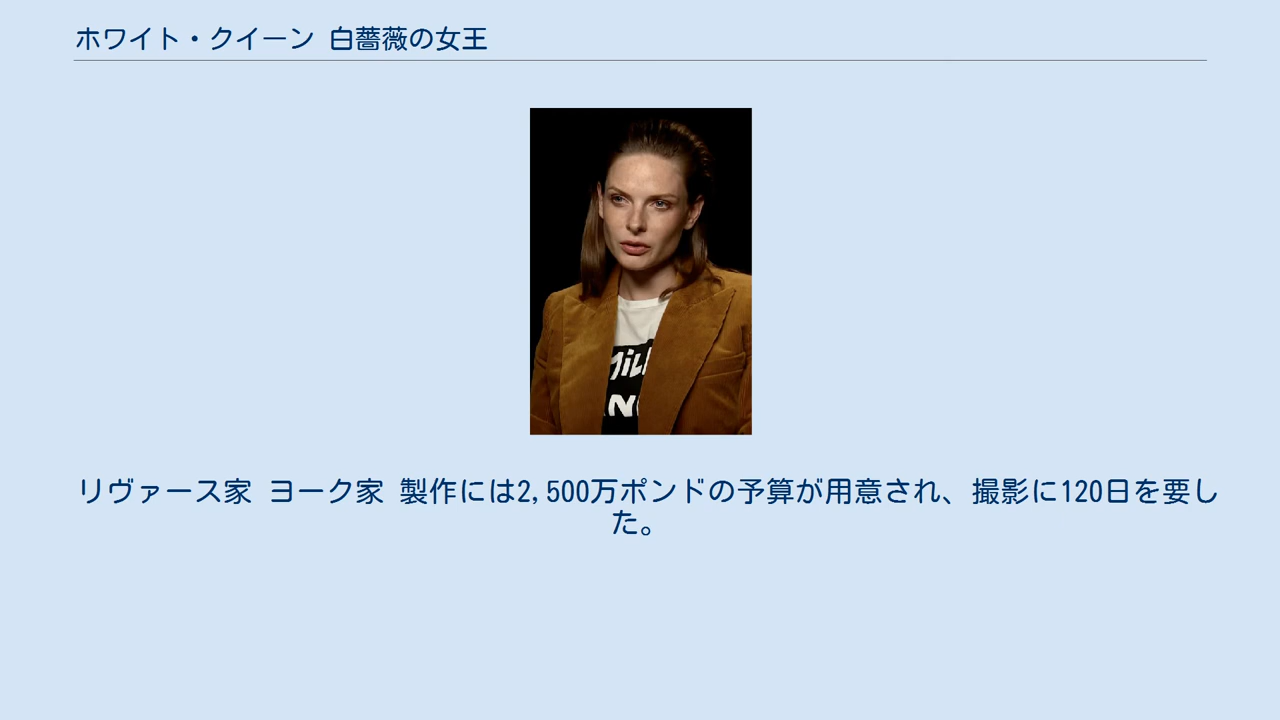 ホワイト・クイーン 白薔薇の女王
MiL
N
リヴァース家 ヨーク家 製作には2,500万ポンドの予算が用意され、撮影に120日を要し
た。